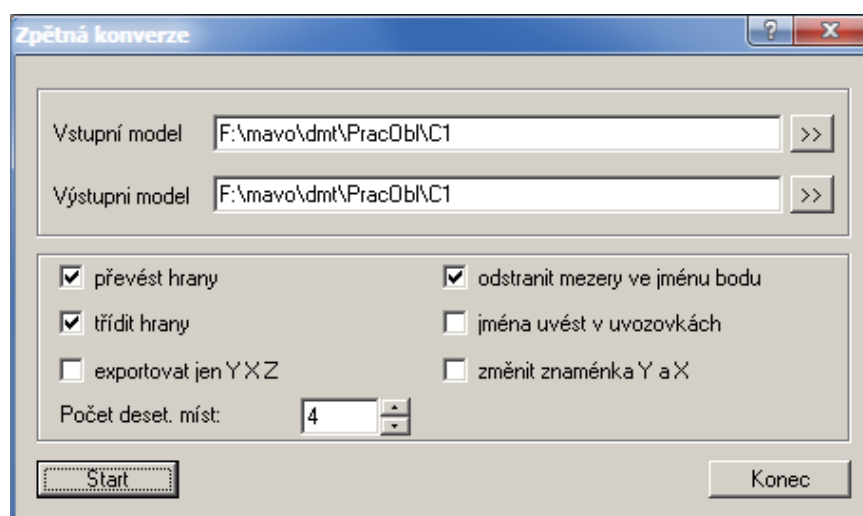 Zpětná konverze
Vstupní model F:\mavo\dmt\PracObl\C1 >>
Výstupni model F:\mavo\dmt\PracObl\C1 >>
převést hrany odstranit mezery ve jménu bodu
třídit hrany jména uvést v uvozovkách
exportovat jen Y X Z změnit znaménka Y a X
Počet deset. míst: 4
Start Konec